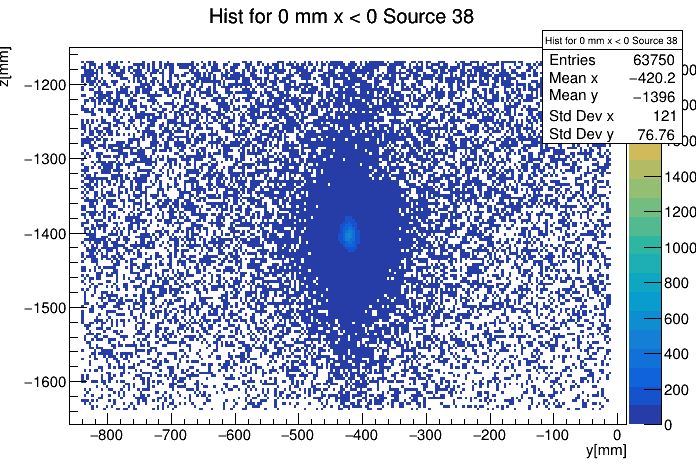 Hist for 0 mm x < 0 Source 38
Hist for 0 mm x < 0 Source 38
Entries 63750
Mean x −420.2
Mean y −1396
Std Dev x 121
Std Dev y 76.76
z[mm]
−1200
−1300
−1400
−1500
−1600
1400
1200
1000
800
600
400
200
0
−800 −700 −600 −500 −400 −300 −200 −100 0
y[mm]